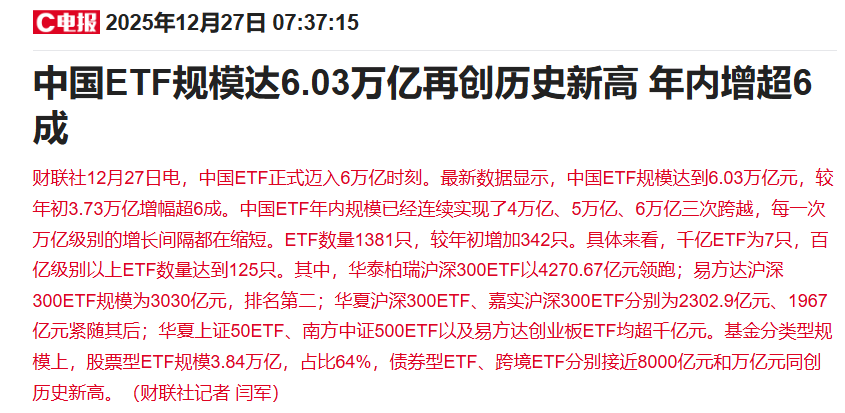 C电报 2025年12月27日 07:37:15
中国ETF规模达6.03万亿再创历史新高 年内增超6
成
财联社12月27日电，中国ETF正式迈入6万亿时刻。最新数据显示，中国ETF规模达到6.03万亿元，较
年初3.73万亿增幅超6成。中国ETF年内规模已经连续实现了4万亿、5万亿、6万亿三次跨越，每一次
万亿级别的增长间隔都在缩短。ETF数量1381只，较年初增加342只。具体来看，千亿ETF为7只，百
亿级别以上ETF数量达到125只。其中，华泰柏瑞沪深300ETF以4270.67亿元领跑；易方达沪深
300ETF规模为3030亿元，排名第二；华夏沪深300ETF、嘉实沪深300ETF分别为2302.9亿元、1967
亿元紧随其后；华夏上证50ETF、南方中证500ETF以及易方达创业板ETF均超千亿元。基金分类型规
模上，股票型ETF规模3.84万亿，占比64%，债券型ETF、跨境ETF分别接近8000亿元和万亿元同创
历史新高。（财联社记者 闫军）